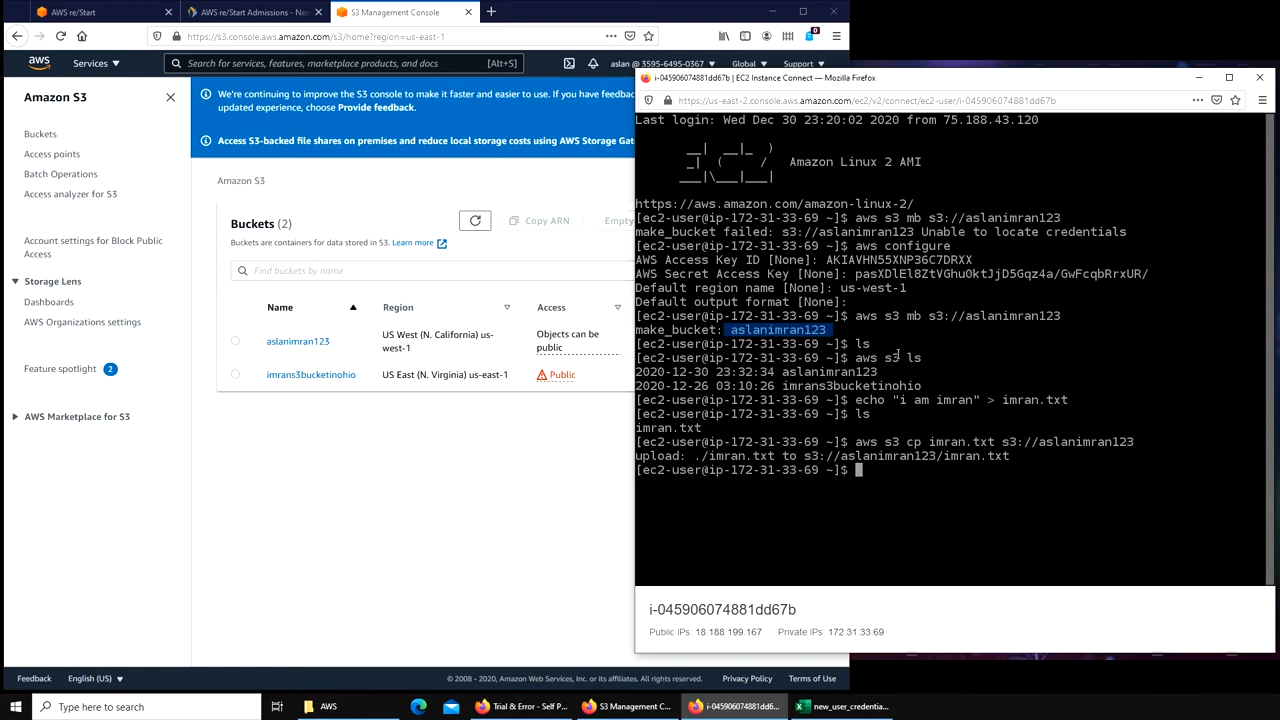 AWS re/Start
AWS re/Start Admissions - Ne
S3 Management Console
https://s3.console.aws.amazon.com/s3/home?region=us-east-1
0
aws
Services
Search for services, features, marketplace products, and docs
[Alt+S]
aslan @ 3595-6495-0367
Global
Support
Amazon S3
Buckets
Access points
Batch Operations
Access analyzer for S3
Account settings for Block Public
Access
Storage Lens
Dashboards
AWS Organizations settings
Feature spotlight 2
AWS Marketplace for S3
We're continuing to improve the S3 console to make it faster and easier to use. If you have feedbac
updated experience, choose Provide feedback.
Access S3-backed file shares on premises and reduce local storage costs using AWS Storage Gate
Amazon S3
Buckets (2)
Copy ARN
Empty
Buckets are containers for data stored in S3. Learn more
Find buckets by name
Name
Region
Access
aslanimran123
US West (N. California) us-
west-1
Objects can be
public
imrans3bucketinohio
US East (N. Virginia) us-east-1
Public
i-045906074881dd67b | EC2 Instance Connect — Mozilla Firefox
https://us-east-2.console.aws.amazon.com/ec2/v2/connect/ec2-user/i-045906074881dd67b
Last login: Wed Dec 30 23:20:02 2020 from 75.188.43.120
__| __|_ )
_| ( / Amazon Linux 2 AMI
___|\___|___|
https://aws.amazon.com/amazon-linux-2/
[ec2-user@ip-172-31-33-69 ~]$ aws s3 mb s3://aslanimran123
make_bucket failed: s3://aslanimran123 Unable to locate credentials
[ec2-user@ip-172-31-33-69 ~]$ aws configure
AWS Access Key ID [None]:
AWS Secret Access Key [None]:
Default region name [None]: us-west-1
Default output format [None]:
[ec2-user@ip-172-31-33-69 ~]$ aws s3 mb s3://aslanimran123
make_bucket: aslanimran123
[ec2-user@ip-172-31-33-69 ~]$ ls
[ec2-user@ip-172-31-33-69 ~]$ aws s3 ls
2020-12-30 23:32:34 aslanimran123
2020-12-26 03:10:26 imrans3bucketinohio
[ec2-user@ip-172-31-33-69 ~]$ echo "i am imran" > imran.txt
[ec2-user@ip-172-31-33-69 ~]$ ls
imran.txt
[ec2-user@ip-172-31-33-69 ~]$ aws s3 cp imran.txt s3://aslanimran123
upload: ./imran.txt to s3://aslanimran123/imran.txt
[ec2-user@ip-172-31-33-69 ~]$
i-045906074881dd67b
Public IPs: 18.188.199.167 Private IPs: 172.31.33.69
Feedback
English (US)
© 2008 - 2020, Amazon Web Services, Inc. or its affiliates. All rights reserved.
Privacy Policy
Terms of Use
Type here to search
AWS
Trial & Error - Self P...
S3 Management C...
i-045906074881dd6...
new_user_credentia...